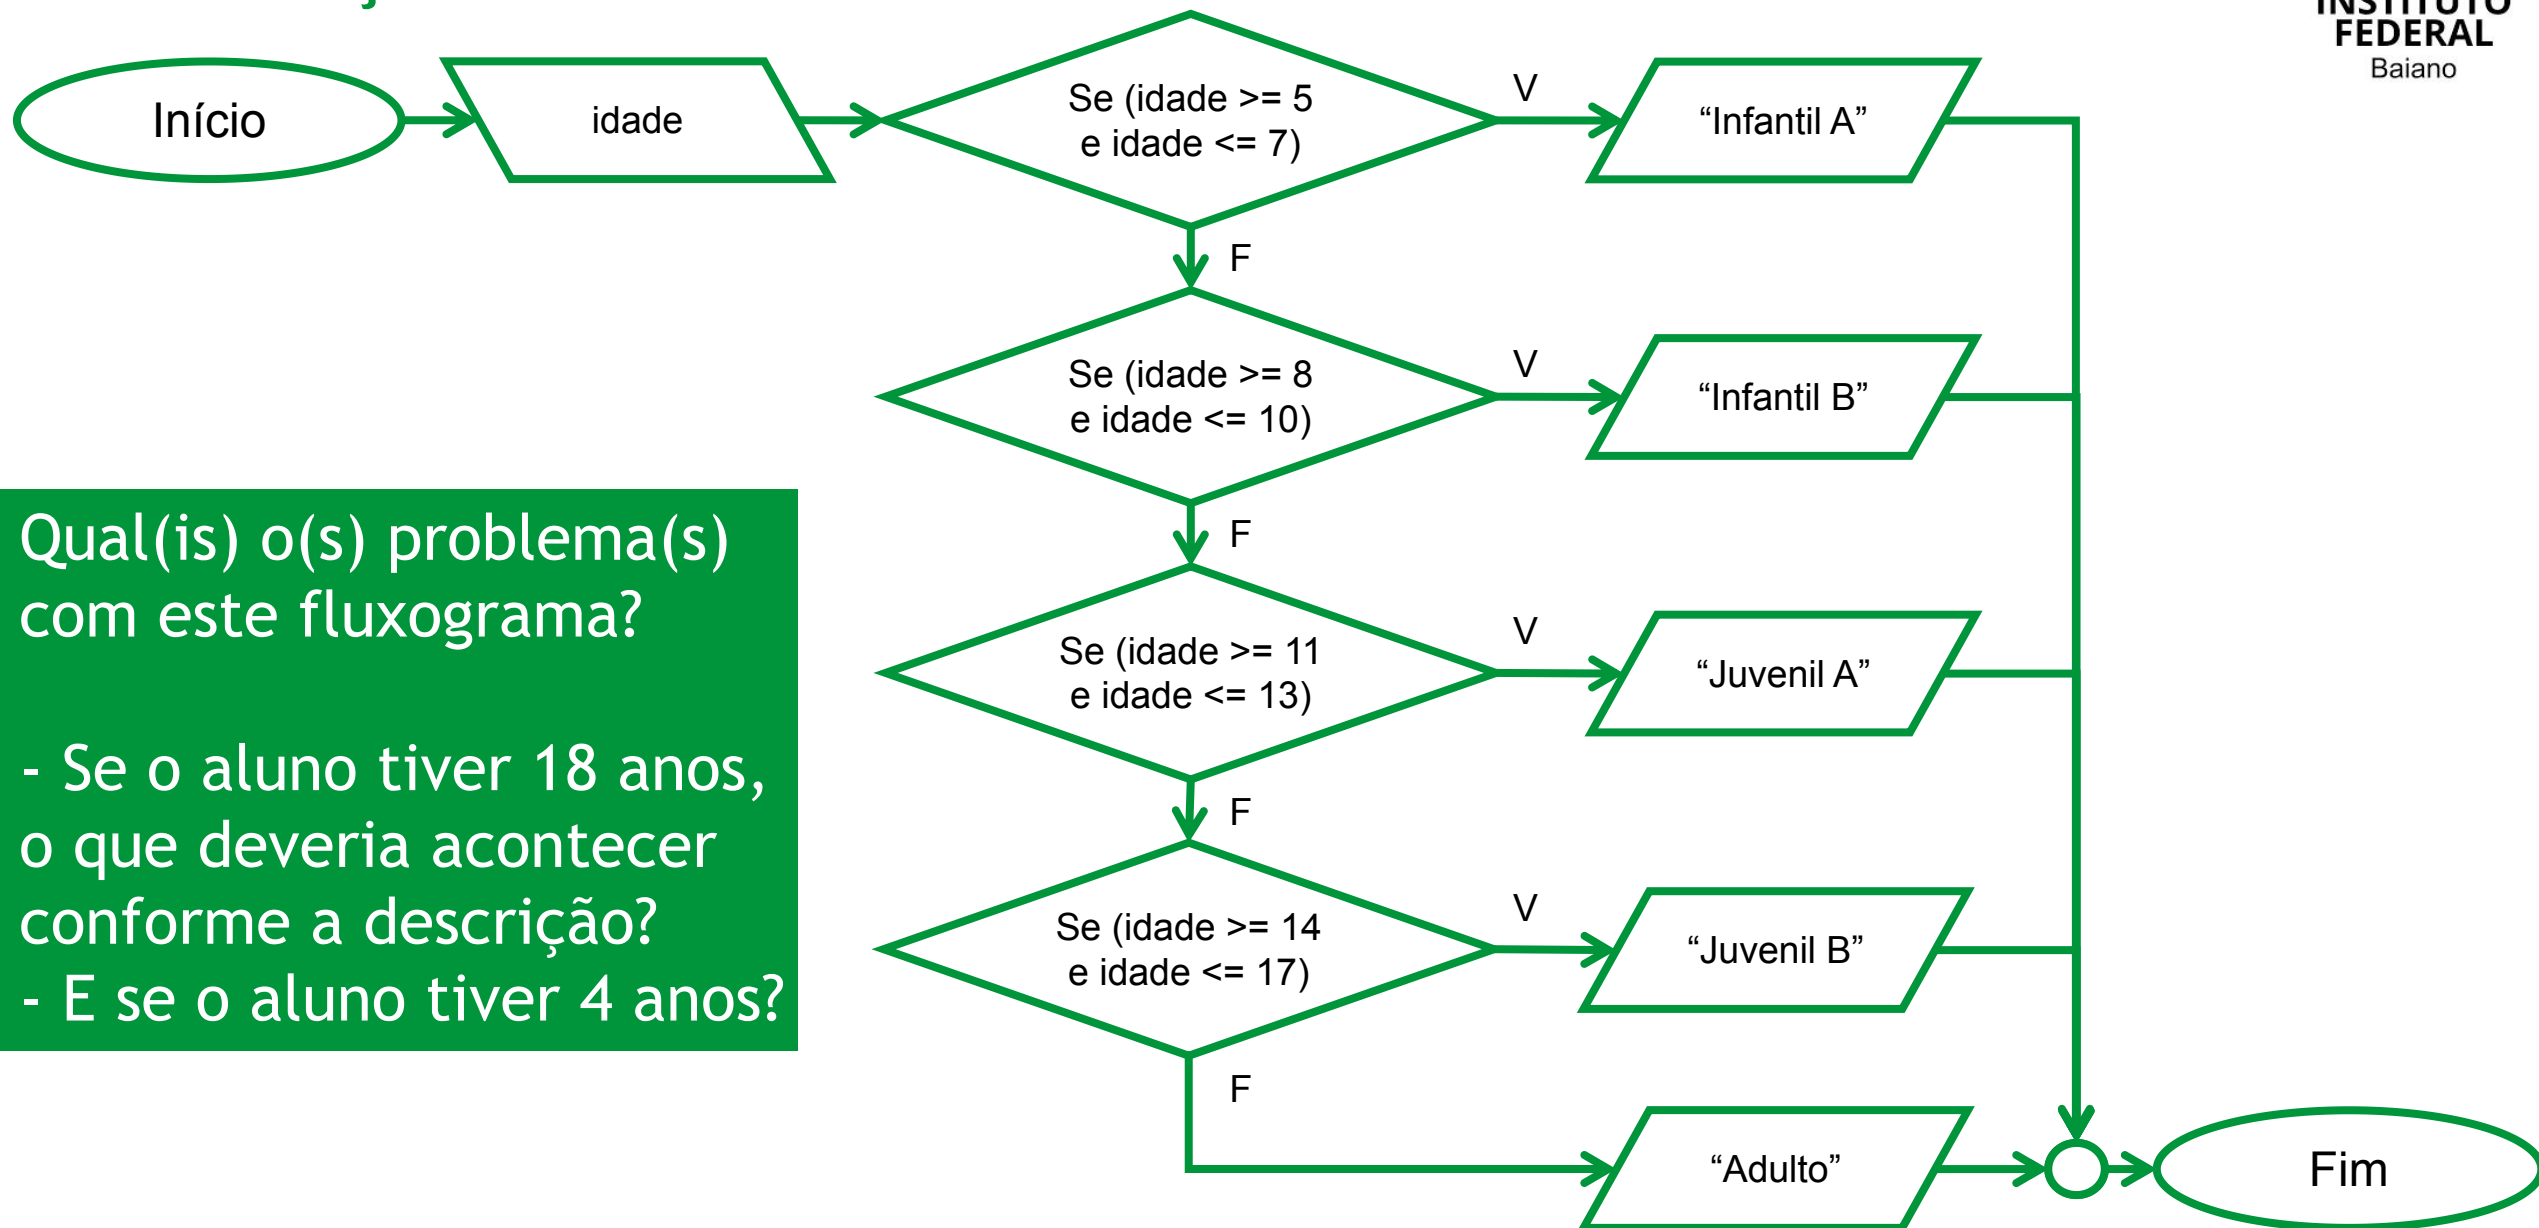 INSTITUTO
FEDERAL
Baiano
Início
idade
Se (idade >= 5
e idade <= 7)
V
“Infantil A”
F
Se (idade >= 8
e idade <= 10)
V
“Infantil B”
F
Qual(is) o(s) problema(s)
com este fluxograma?
- Se o aluno tiver 18 anos,
o que deveria acontecer
conforme a descrição?
- E se o aluno tiver 4 anos?
Se (idade >= 11
e idade <= 13)
V
“Juvenil A”
F
Se (idade >= 14
e idade <= 17)
V
“Juvenil B”
F
“Adulto”
Fim